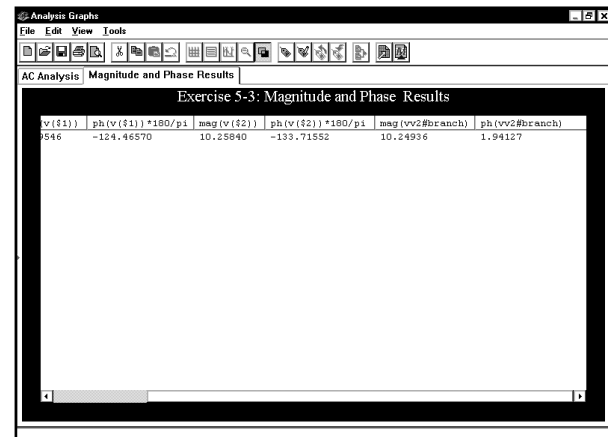 Analysis Graphs
File Edit View Tools
AC Analysis Magnitude and Phase Results
Exercise 5-3: Magnitude and Phase Results
(v($1)) ph(v($1))*180/pi mag(v($2)) ph(v($2))*180/pi mag(vv2#branch) ph(vv2#branch)
9546 -124.46570 10.25840 -133.71552 10.24936 1.94127